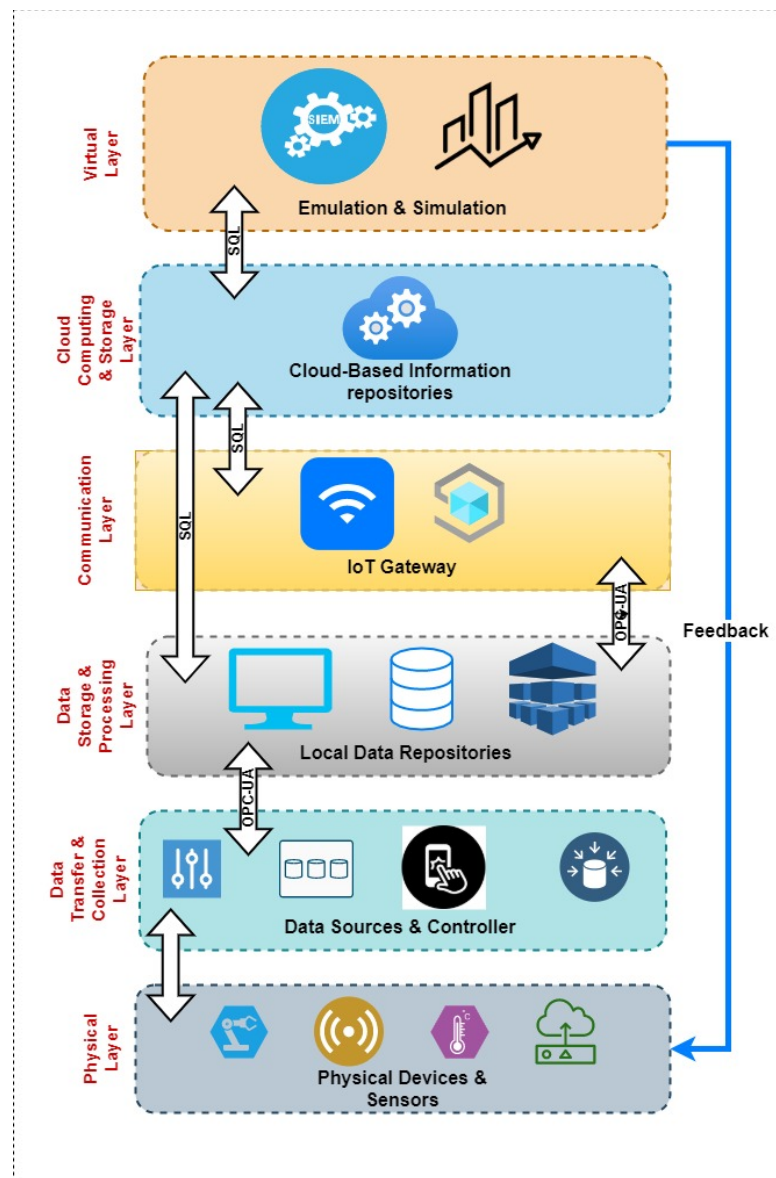 Virtual
Layer
SIEM
Emulation & Simulation
SQL
Cloud
Computing
& Storage
Layer
Cloud-Based Information
repositories
SQL
SQL
Communication
Layer
IoT Gateway
OPC-UA
Feedback
Data
Storage &
Processing
Layer
Local Data Repositories
OPC-UA
Data
Transfer &
Collection
Layer
Data Sources & Controller
Physical
Layer
°C
Physical Devices &
Sensors